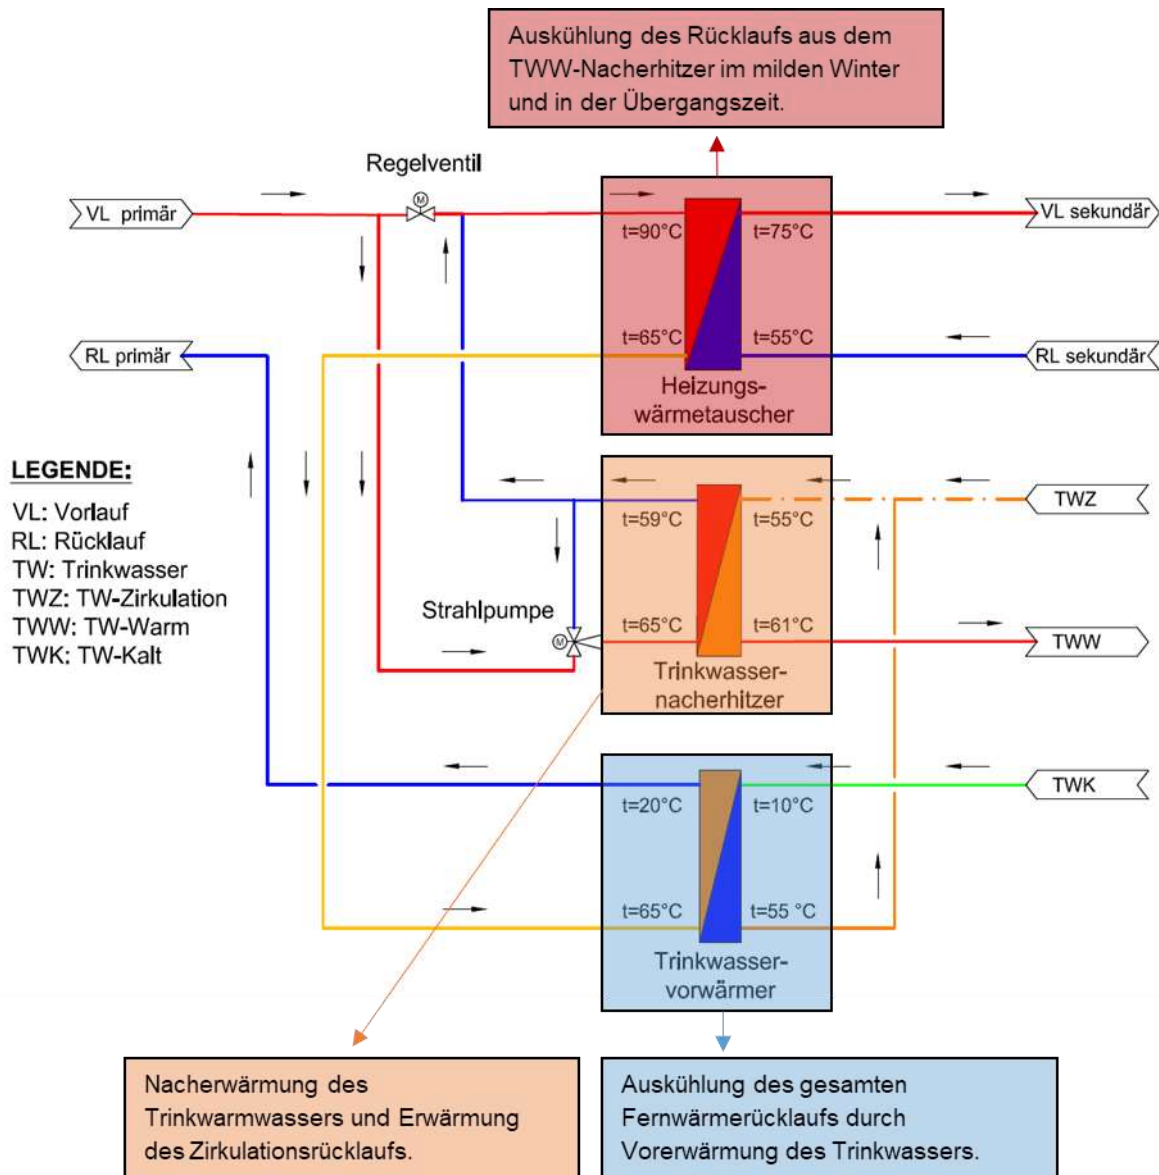 Auskühlung des Rücklaufs aus dem
TWW-Nacherhitzer im milden Winter
und in der Übergangszeit.
Regelventil
M
VL primär
VL sekundär
t=90°C
t=75°C
t=65°C
t=55°C
RL primär
RL sekundär
Heizungs-
wärmetauscher
LEGENDE:
VL: Vorlauf
RL: Rücklauf
TW: Trinkwasser
TWZ: TW-Zirkulation
TWW: TW-Warm
TWK: TW-Kalt
TWZ
t=59°C
t=55°C
Strahlpumpe
M
t=65°C
t=61°C
TWW
Trinkwasser-
nacherhitzer
TWK
t=20°C
t=10°C
t=65°C
t=55 °C
Trinkwasser-
vorwärmer
Nacherwärmung des
Trinkwarmwassers und Erwärmung
des Zirkulationsrücklaufs.
Auskühlung des gesamten
Fernwärmerücklaufs durch
Vorerwärmung des Trinkwassers.